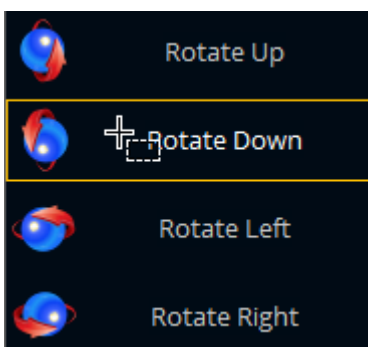 Rotate Up
Rotate Down
Rotate Left
Rotate Right